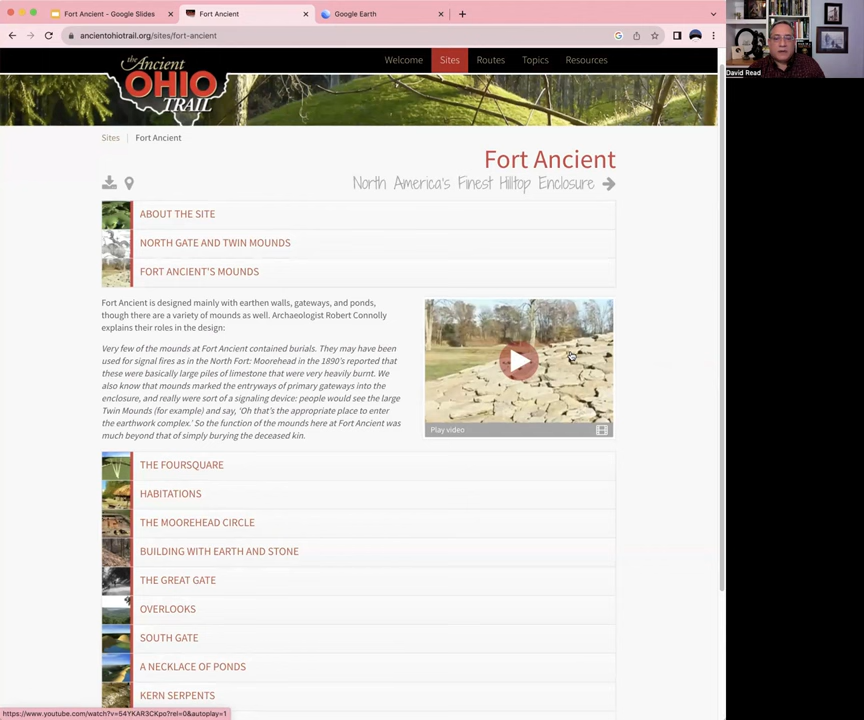 Fort Ancient - Google Slides
Fort Ancient
Google Earth
ancientohiotrail.org/sites/fort-ancient
David Read
the Ancient
OHIO
TRAIL
Welcome
Sites
Routes
Topics
Resources
Sites | Fort Ancient
Fort Ancient
North America's Finest Hilltop Enclosure
ABOUT THE SITE
NORTH GATE AND TWIN MOUNDS
FORT ANCIENT'S MOUNDS
Fort Ancient is designed mainly with earthen walls, gateways, and ponds,
though there are a variety of mounds as well. Archaeologist Robert Connolly
explains their roles in the design:
Very few of the mounds at Fort Ancient contained burials. They may have been
used for signal fires as in the North Fort: Moorehead in the 1890's reported that
these were basically large piles of limestone that were very heavily burnt. We
also know that mounds marked the entryways of primary gateways into the
enclosure, and really were sort of a signaling device: people would see the large
Twin Mounds (for example) and say, 'Oh that's the appropriate place to enter
the earthwork complex.' So the function of the mounds here at Fort Ancient was
much beyond that of simply burying the deceased kin.
Play video
THE FOURSQUARE
HABITATIONS
THE MOOREHEAD CIRCLE
BUILDING WITH EARTH AND STONE
THE GREAT GATE
OVERLOOKS
SOUTH GATE
A NECKLACE OF PONDS
KERN SERPENTS
https://www.youtube.com/watch?v=54YKAR3CKpo?rel=0&autoplay=1